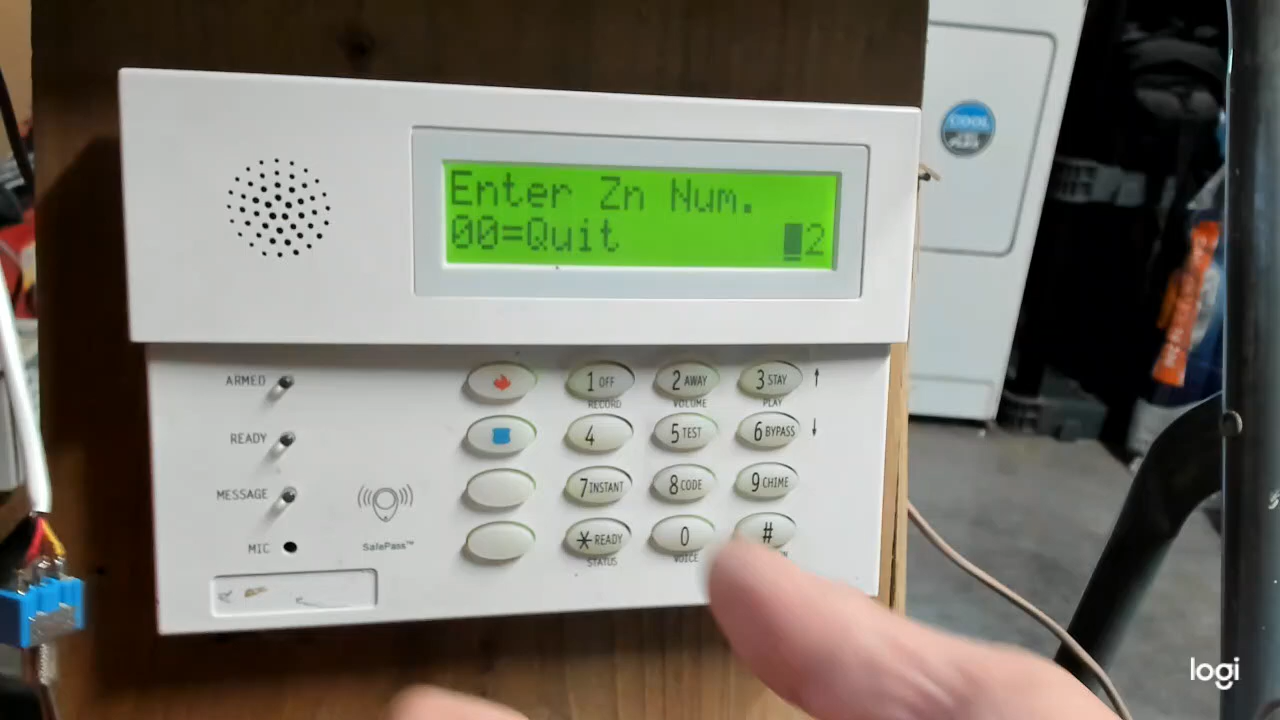 COOL
Enter Zn Num.
00=Quit 2
ARMED
READY
MESSAGE
MIC
SafePass™
1 OFF
RECORD
2 AWAY
VOLUME
3 STAY
PLAY
↑
4
5 TEST
6 BYPASS
↓
7 INSTANT
8 CODE
9 CHIME
* READY
STATUS
0
VOICE
#
logi